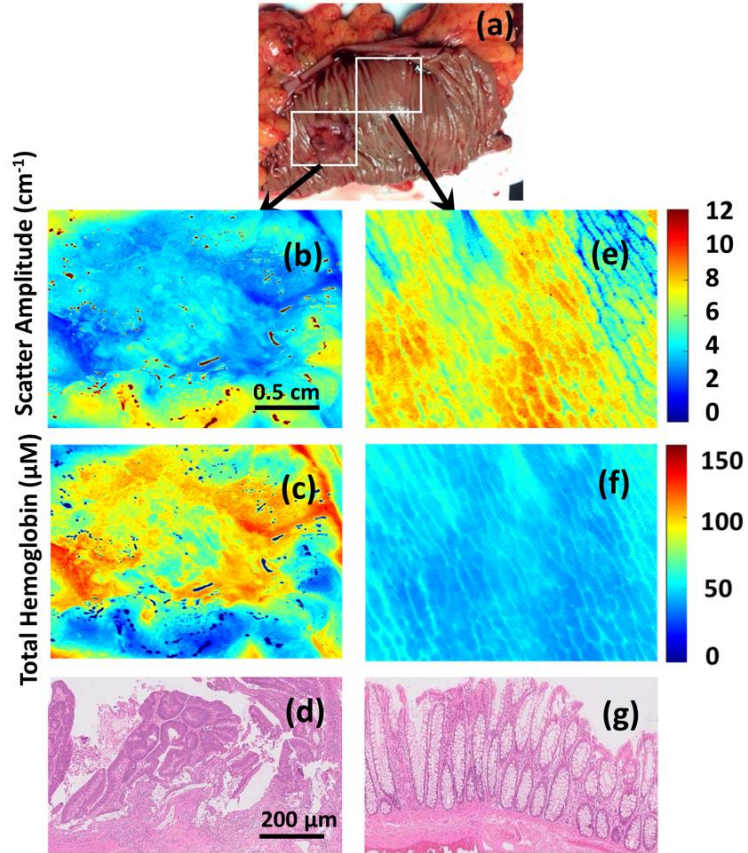 (a)
Scatter Amplitude (cm⁻¹)
(b)
0.5 cm
(e)
12
10
8
6
4
2
0
Total Hemoglobin (µM)
(c)
(f)
150
100
50
0
(d)
200 µm
(g)